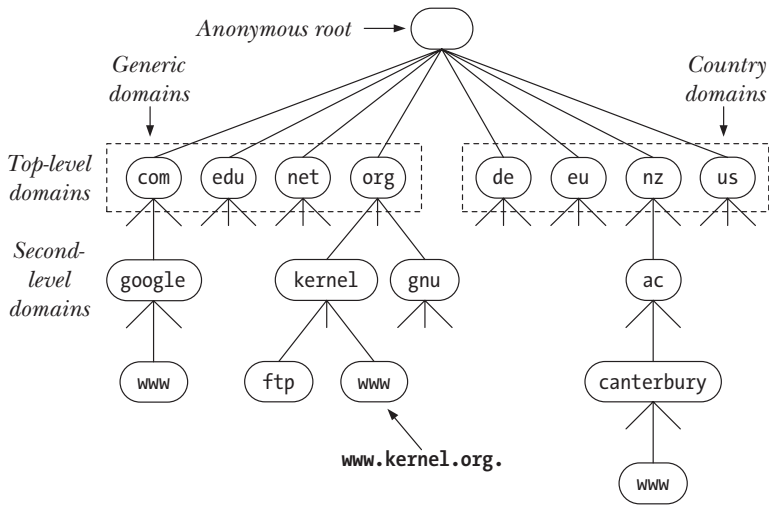 Anonymous root
Generic
domains
Country
domains
Top-level
domains
com
edu
net
org
de
eu
nz
us
Second-
level
domains
google
kernel
gnu
ac
www
ftp
www
canterbury
www.kernel.org.
www